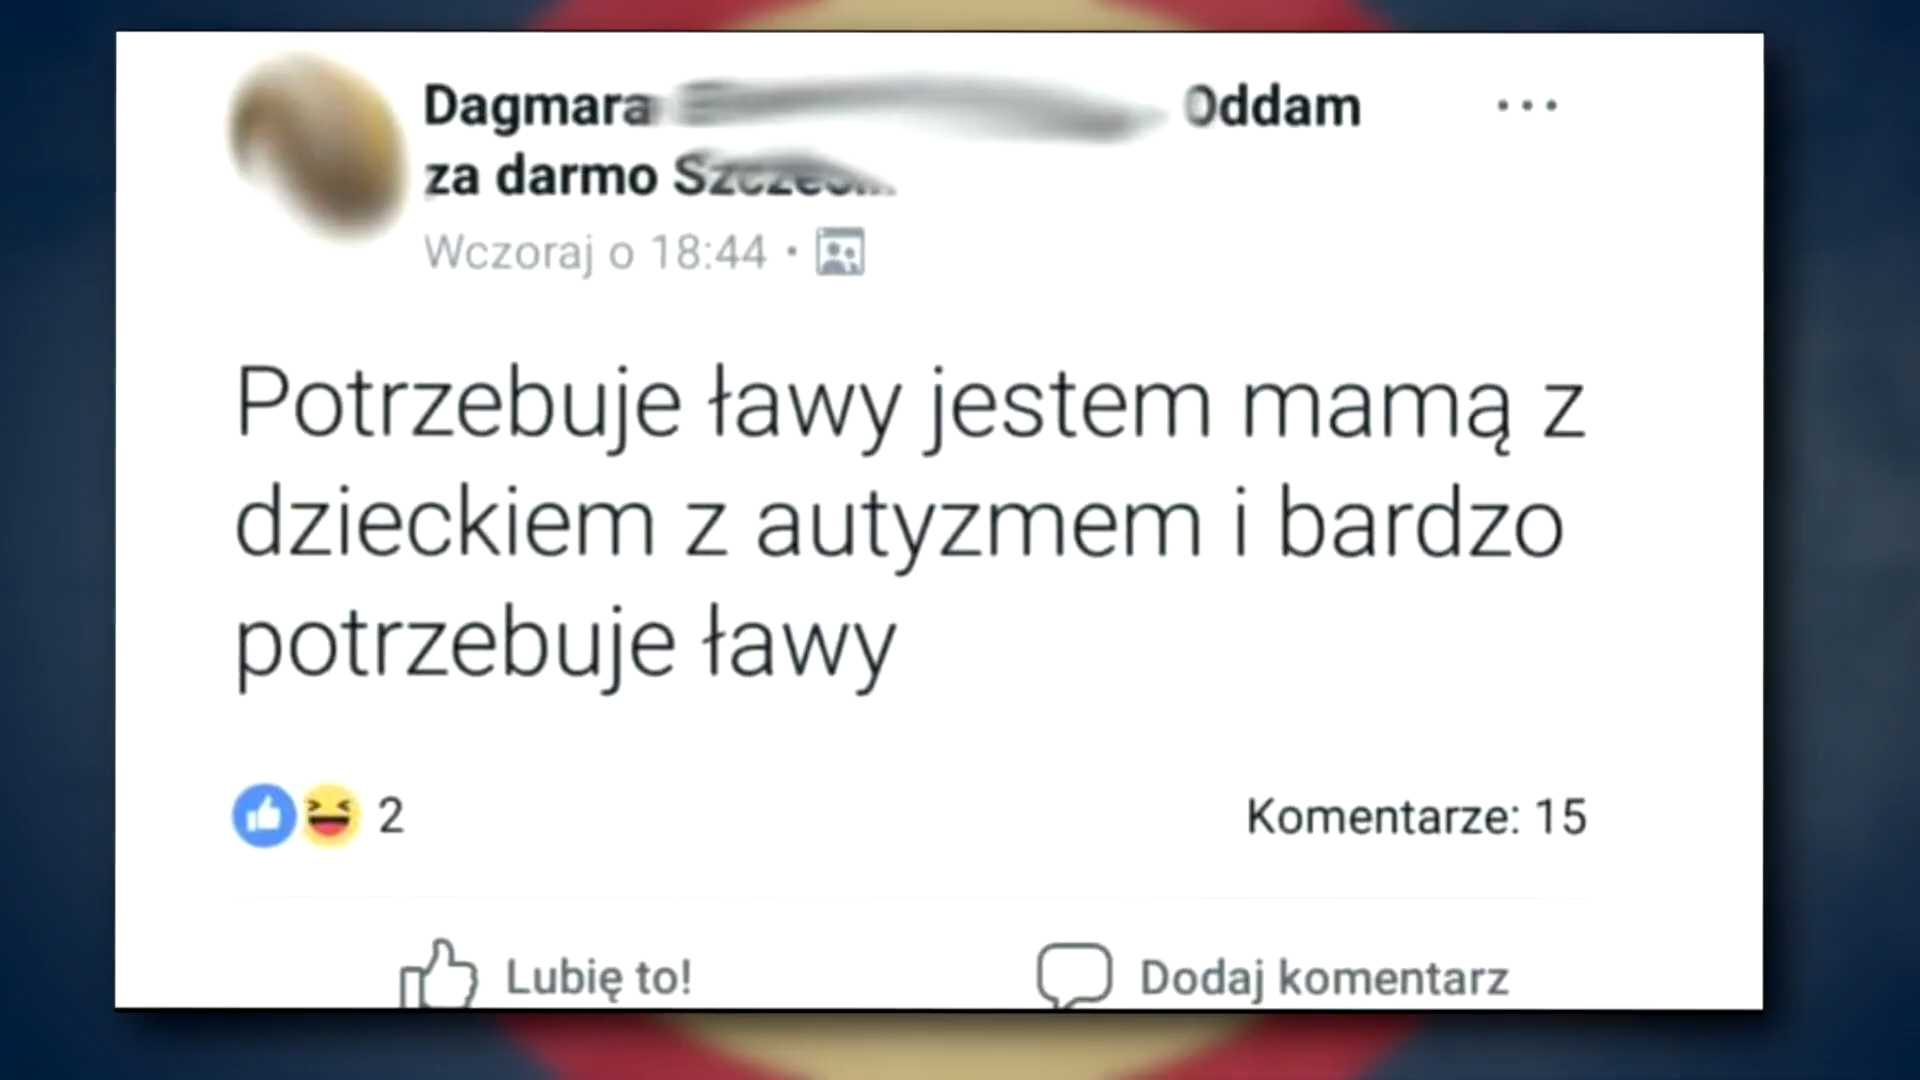 Dagmara Oddam
za darmo
Wczoraj o 18:44 •
Potrzebuje ławy jestem mamą z
dzieckiem z autyzmem i bardzo
potrzebuje ławy
2 Komentarze: 15
Lubię to! Dodaj komentarz